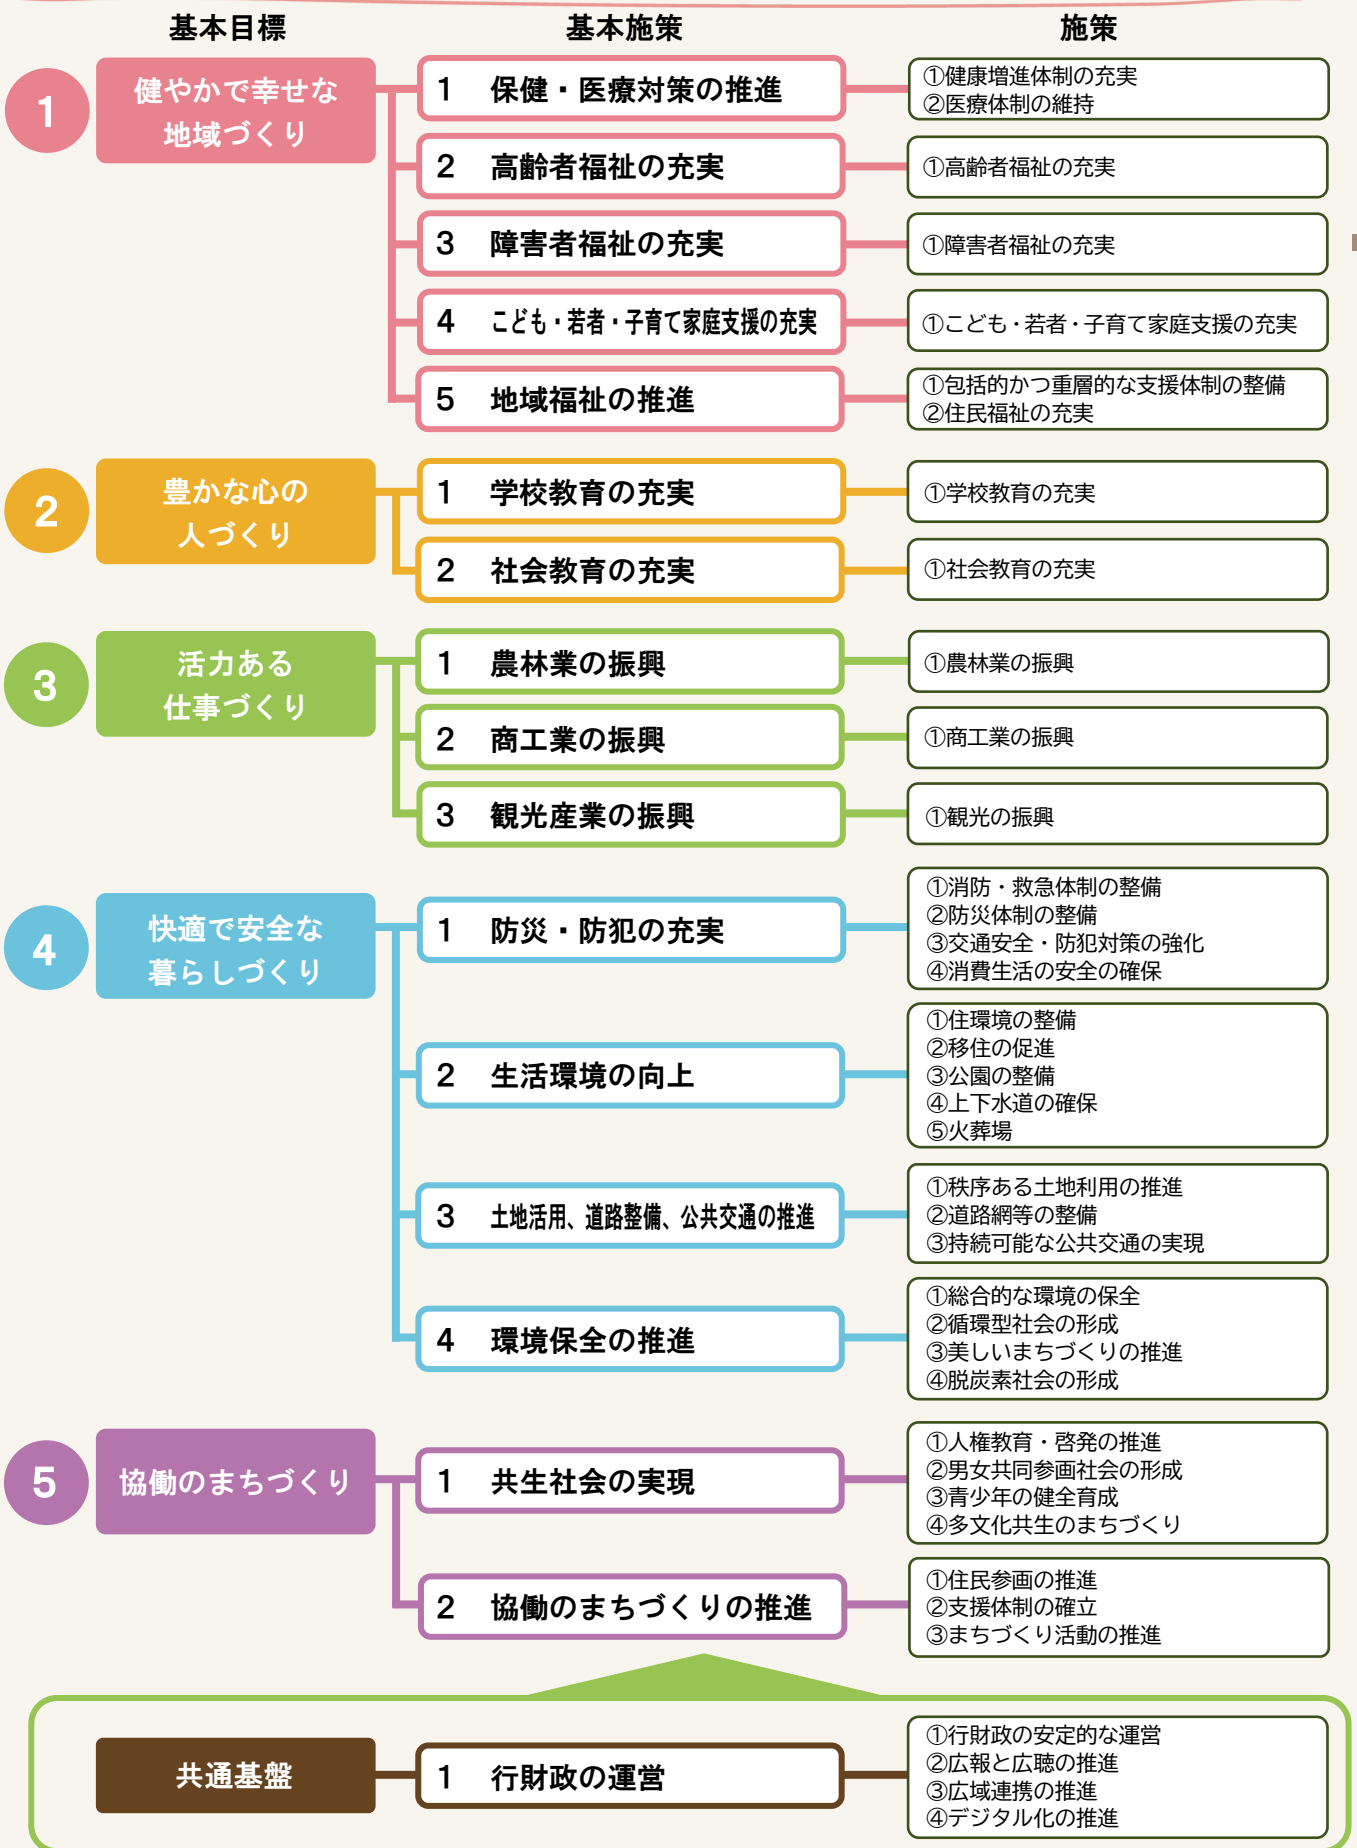 基本目標 基本施策 施策
1
健やかで幸せな
地域づくり
1 保健・医療対策の推進
①健康増進体制の充実
②医療体制の維持
2 高齢者福祉の充実
①高齢者福祉の充実
3 障害者福祉の充実
①障害者福祉の充実
4 こども・若者・子育て家庭支援の充実
①こども・若者・子育て家庭支援の充実
5 地域福祉の推進
①包括的かつ重層的な支援体制の整備
②住民福祉の充実
2
豊かな心の
人づくり
1 学校教育の充実
①学校教育の充実
2 社会教育の充実
①社会教育の充実
3
活力ある
仕事づくり
1 農林業の振興
①農林業の振興
2 商工業の振興
①商工業の振興
3 観光産業の振興
①観光の振興
4
快適で安全な
暮らしづくり
1 防災・防犯の充実
①消防・救急体制の整備
②防災体制の整備
③交通安全・防犯対策の強化
④消費生活の安全の確保
2 生活環境の向上
①住環境の整備
②移住の促進
③公園の整備
④上下水道の確保
⑤火葬場
3 土地活用、道路整備、公共交通の推進
①秩序ある土地利用の推進
②道路網等の整備
③持続可能な公共交通の実現
4 環境保全の推進
①総合的な環境の保全
②循環型社会の形成
③美しいまちづくりの推進
④脱炭素社会の形成
5
協働のまちづくり
1 共生社会の実現
①人権教育・啓発の推進
②男女共同参画社会の形成
③青少年の健全育成
④多文化共生のまちづくり
2 協働のまちづくりの推進
①住民参画の推進
②支援体制の確立
③まちづくり活動の推進
共通基盤
1 行財政の運営
①行財政の安定的な運営
②広報と広聴の推進
③広域連携の推進
④デジタル化の推進